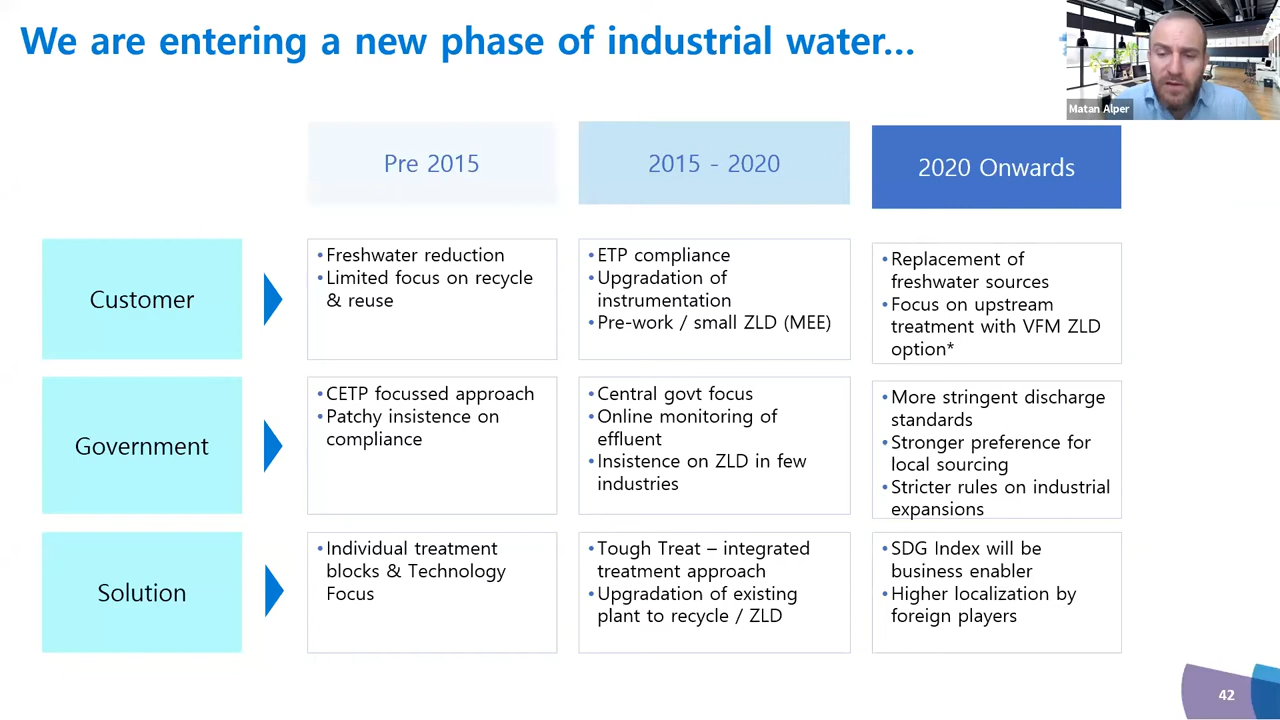 We are entering a new phase of industrial water...
Matan Alper
Pre 2015
2015 - 2020
2020 Onwards
Customer
•Freshwater reduction
•Limited focus on recycle
& reuse
•ETP compliance
•Upgradation of
instrumentation
•Pre-work / small ZLD (MEE)
•Replacement of
freshwater sources
•Focus on upstream
treatment with VFM ZLD
option*
Government
•CETP focussed approach
•Patchy insistence on
compliance
•Central govt focus
•Online monitoring of
effluent
•Insistence on ZLD in few
industries
•More stringent discharge
standards
•Stronger preference for
local sourcing
•Stricter rules on industrial
expansions
Solution
•Individual treatment
blocks & Technology
Focus
•Tough Treat – integrated
treatment approach
•Upgradation of existing
plant to recycle / ZLD
•SDG Index will be
business enabler
•Higher localization by
foreign players
42